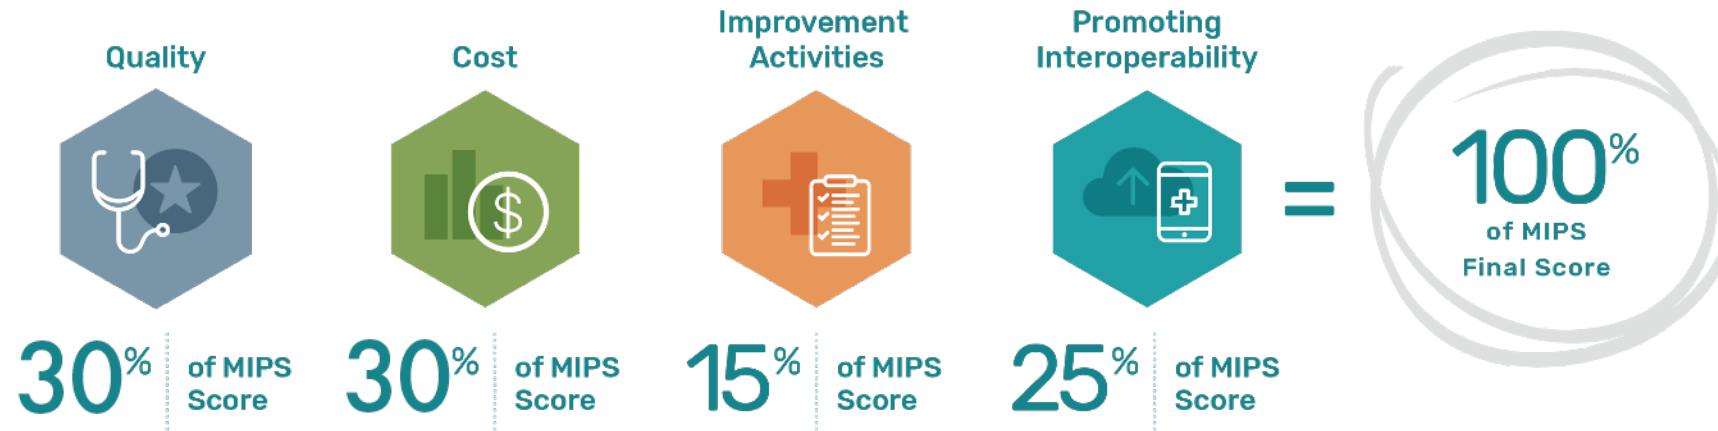 Quality
Cost
Improvement
Activities
Promoting
Interoperability
$
30% of MIPS
Score
30% of MIPS
Score
15% of MIPS
Score
25% of MIPS
Score
=
100%
of MIPS
Final Score